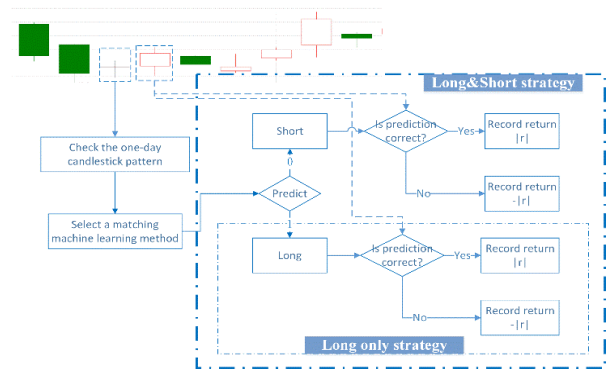 Long&Short strategy
Is prediction
correct?
Short
Yes
Record return
|r|
Check the one-day
candlestick pattern
0
No
Record return
-|r|
Predict
Select a matching
machine learning method
1
Is prediction
correct?
Long
Yes
Record return
|r|
No
Record return
-|r|
Long only strategy